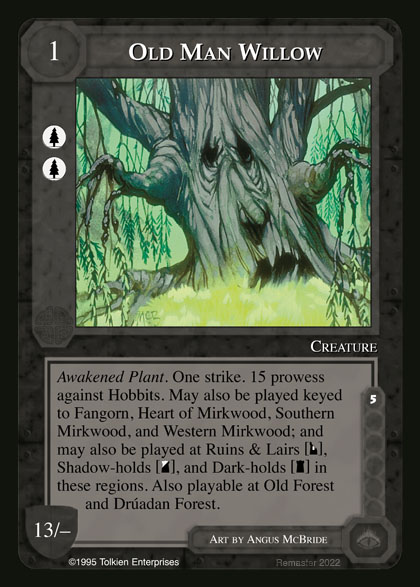 1
OLD MAN WILLOW
MCB
CREATURE
Awakened Plant. One strike. 15 prowess
against Hobbits. May also be played keyed
to Fangorn, Heart of Mirkwood, Southern
Mirkwood, and Western Mirkwood; and
may also be played at Ruins & Lairs [],
Shadow-holds [], and Dark-holds [] in
these regions. Also playable at Old Forest
and Drúadan Forest.
5
13/–
ART BY ANGUS MCBRIDE
©1995 Tolkien Enterprises
Remaster 2022